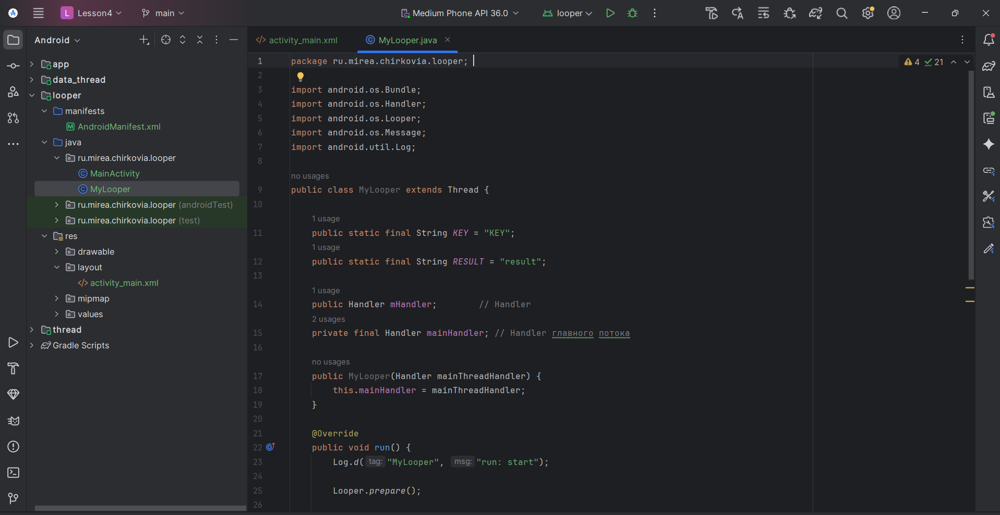 L Lesson4 main Medium Phone API 36.0 looper
Android
app
data_thread
looper
manifests
AndroidManifest.xml
java
ru.mirea.chirkovia.looper
MainActivity
MyLooper
ru.mirea.chirkovia.looper (androidTest)
ru.mirea.chirkovia.looper (test)
res
drawable
layout
activity_main.xml
mipmap
values
thread
Gradle Scripts
activity_main.xml MyLooper.java
4 21
1 package ru.mirea.chirkovia.looper;
2
3 import android.os.Bundle;
4 import android.os.Handler;
5 import android.os.Looper;
6 import android.os.Message;
7 import android.util.Log;
8
no usages
9 public class MyLooper extends Thread {
10
1 usage
11 public static final String KEY = "KEY";
1 usage
12 public static final String RESULT = "result";
13
1 usage
14 public Handler mHandler; // Handler
2 usages
15 private final Handler mainHandler; // Handler главного потока
16
no usages
17 public MyLooper(Handler mainThreadHandler) {
18 this.mainHandler = mainThreadHandler;
19 }
20
21 @Override
22 public void run() {
23 Log.d( tag: "MyLooper", msg: "run: start");
24
25 Looper.prepare();
26